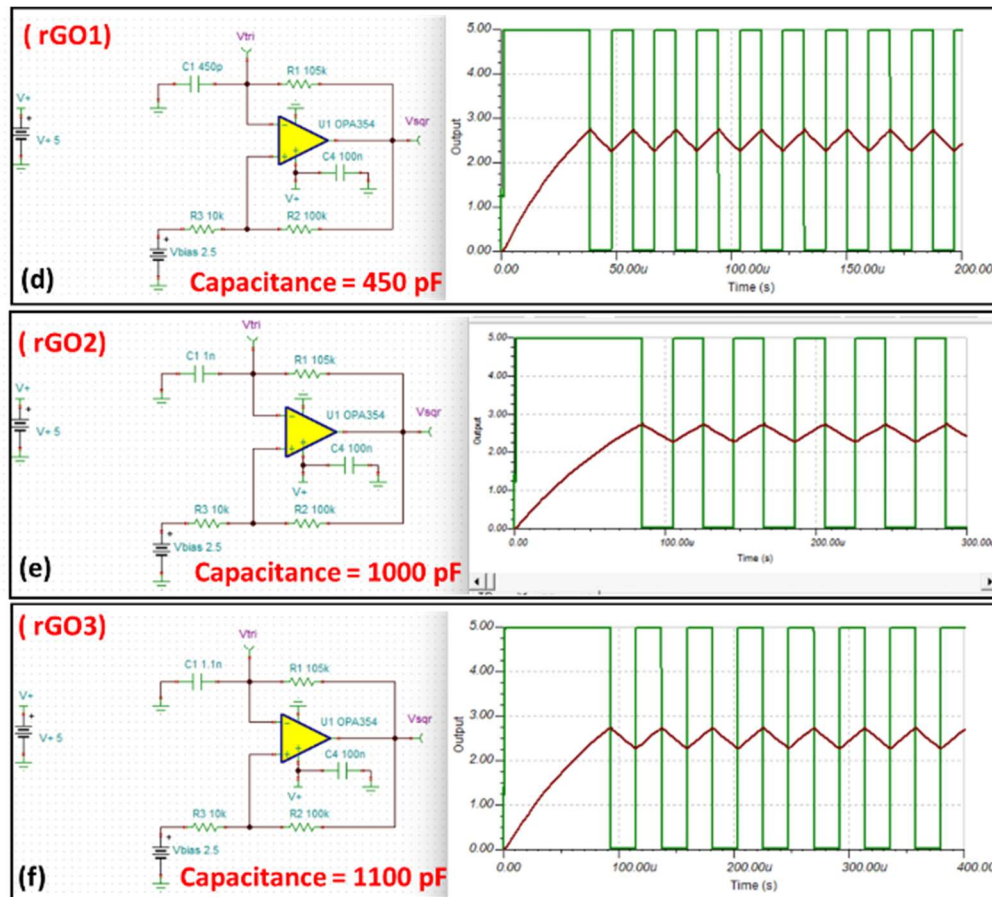 ( rGO1)
Vtri
C1 450p
R1 105k
V+
V+ 5
U1 OPA354
Vsqr
C4 100n
V+
R3 10k
R2 100k
Vbias 2.5
(d)
Capacitance = 450 pF
5.00
4.00
3.00
2.00
1.00
0.00
Output
0.00 50.00u 100.00u 150.00u 200.00
Time (s)
( rGO2)
Vtri
C1 1n
R1 105k
V+
V+ 5
U1 OPA354
Vsqr
C4 100n
V+
R3 10k
R2 100k
Vbias 2.5
(e)
Capacitance = 1000 pF
5.00
4.00
3.00
2.00
1.00
0.00
Output
0.00 100.00u 200.00u 300.00u
Time (s)
( rGO3)
Vtri
C1 1.1n
R1 105k
V+
V+ 5
U1 OPA354
Vsqr
C4 100n
V+
R3 10k
R2 100k
Vbias 2.5
(f)
Capacitance = 1100 pF
5.00
4.00
3.00
2.00
1.00
0.00
Output
0.00 100.00u 200.00u 300.00u 400.00
Time (s)